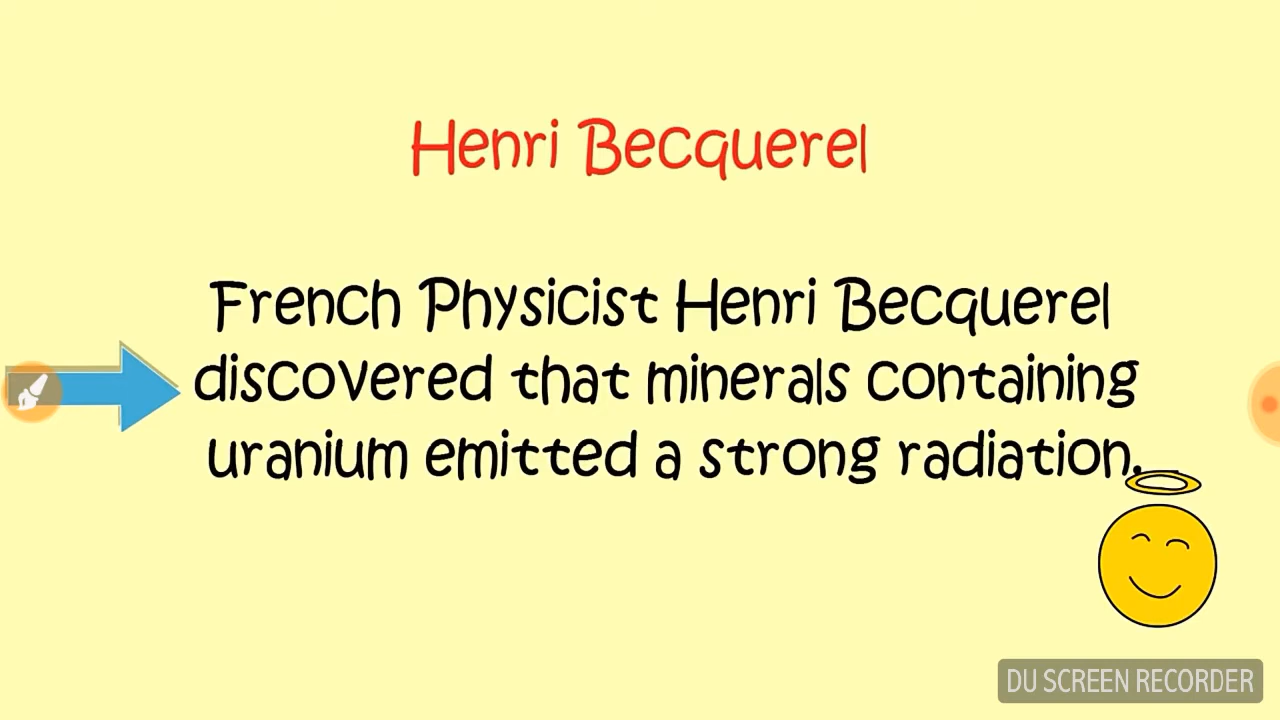 Henri Becquerel
French Physicist Henri Becquerel
discovered that minerals containing
uranium emitted a strong radiation.
DU SCREEN RECORDER